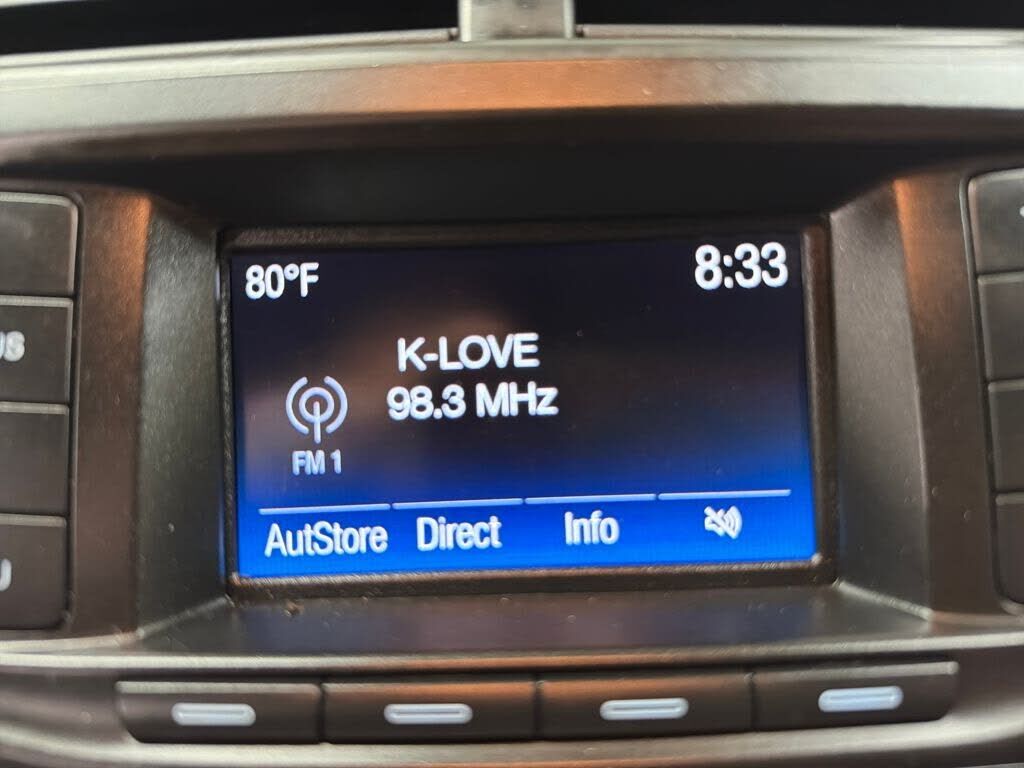 80°F
8:33
K-LOVE
98.3 MHz
FM 1
AutStore Direct Info